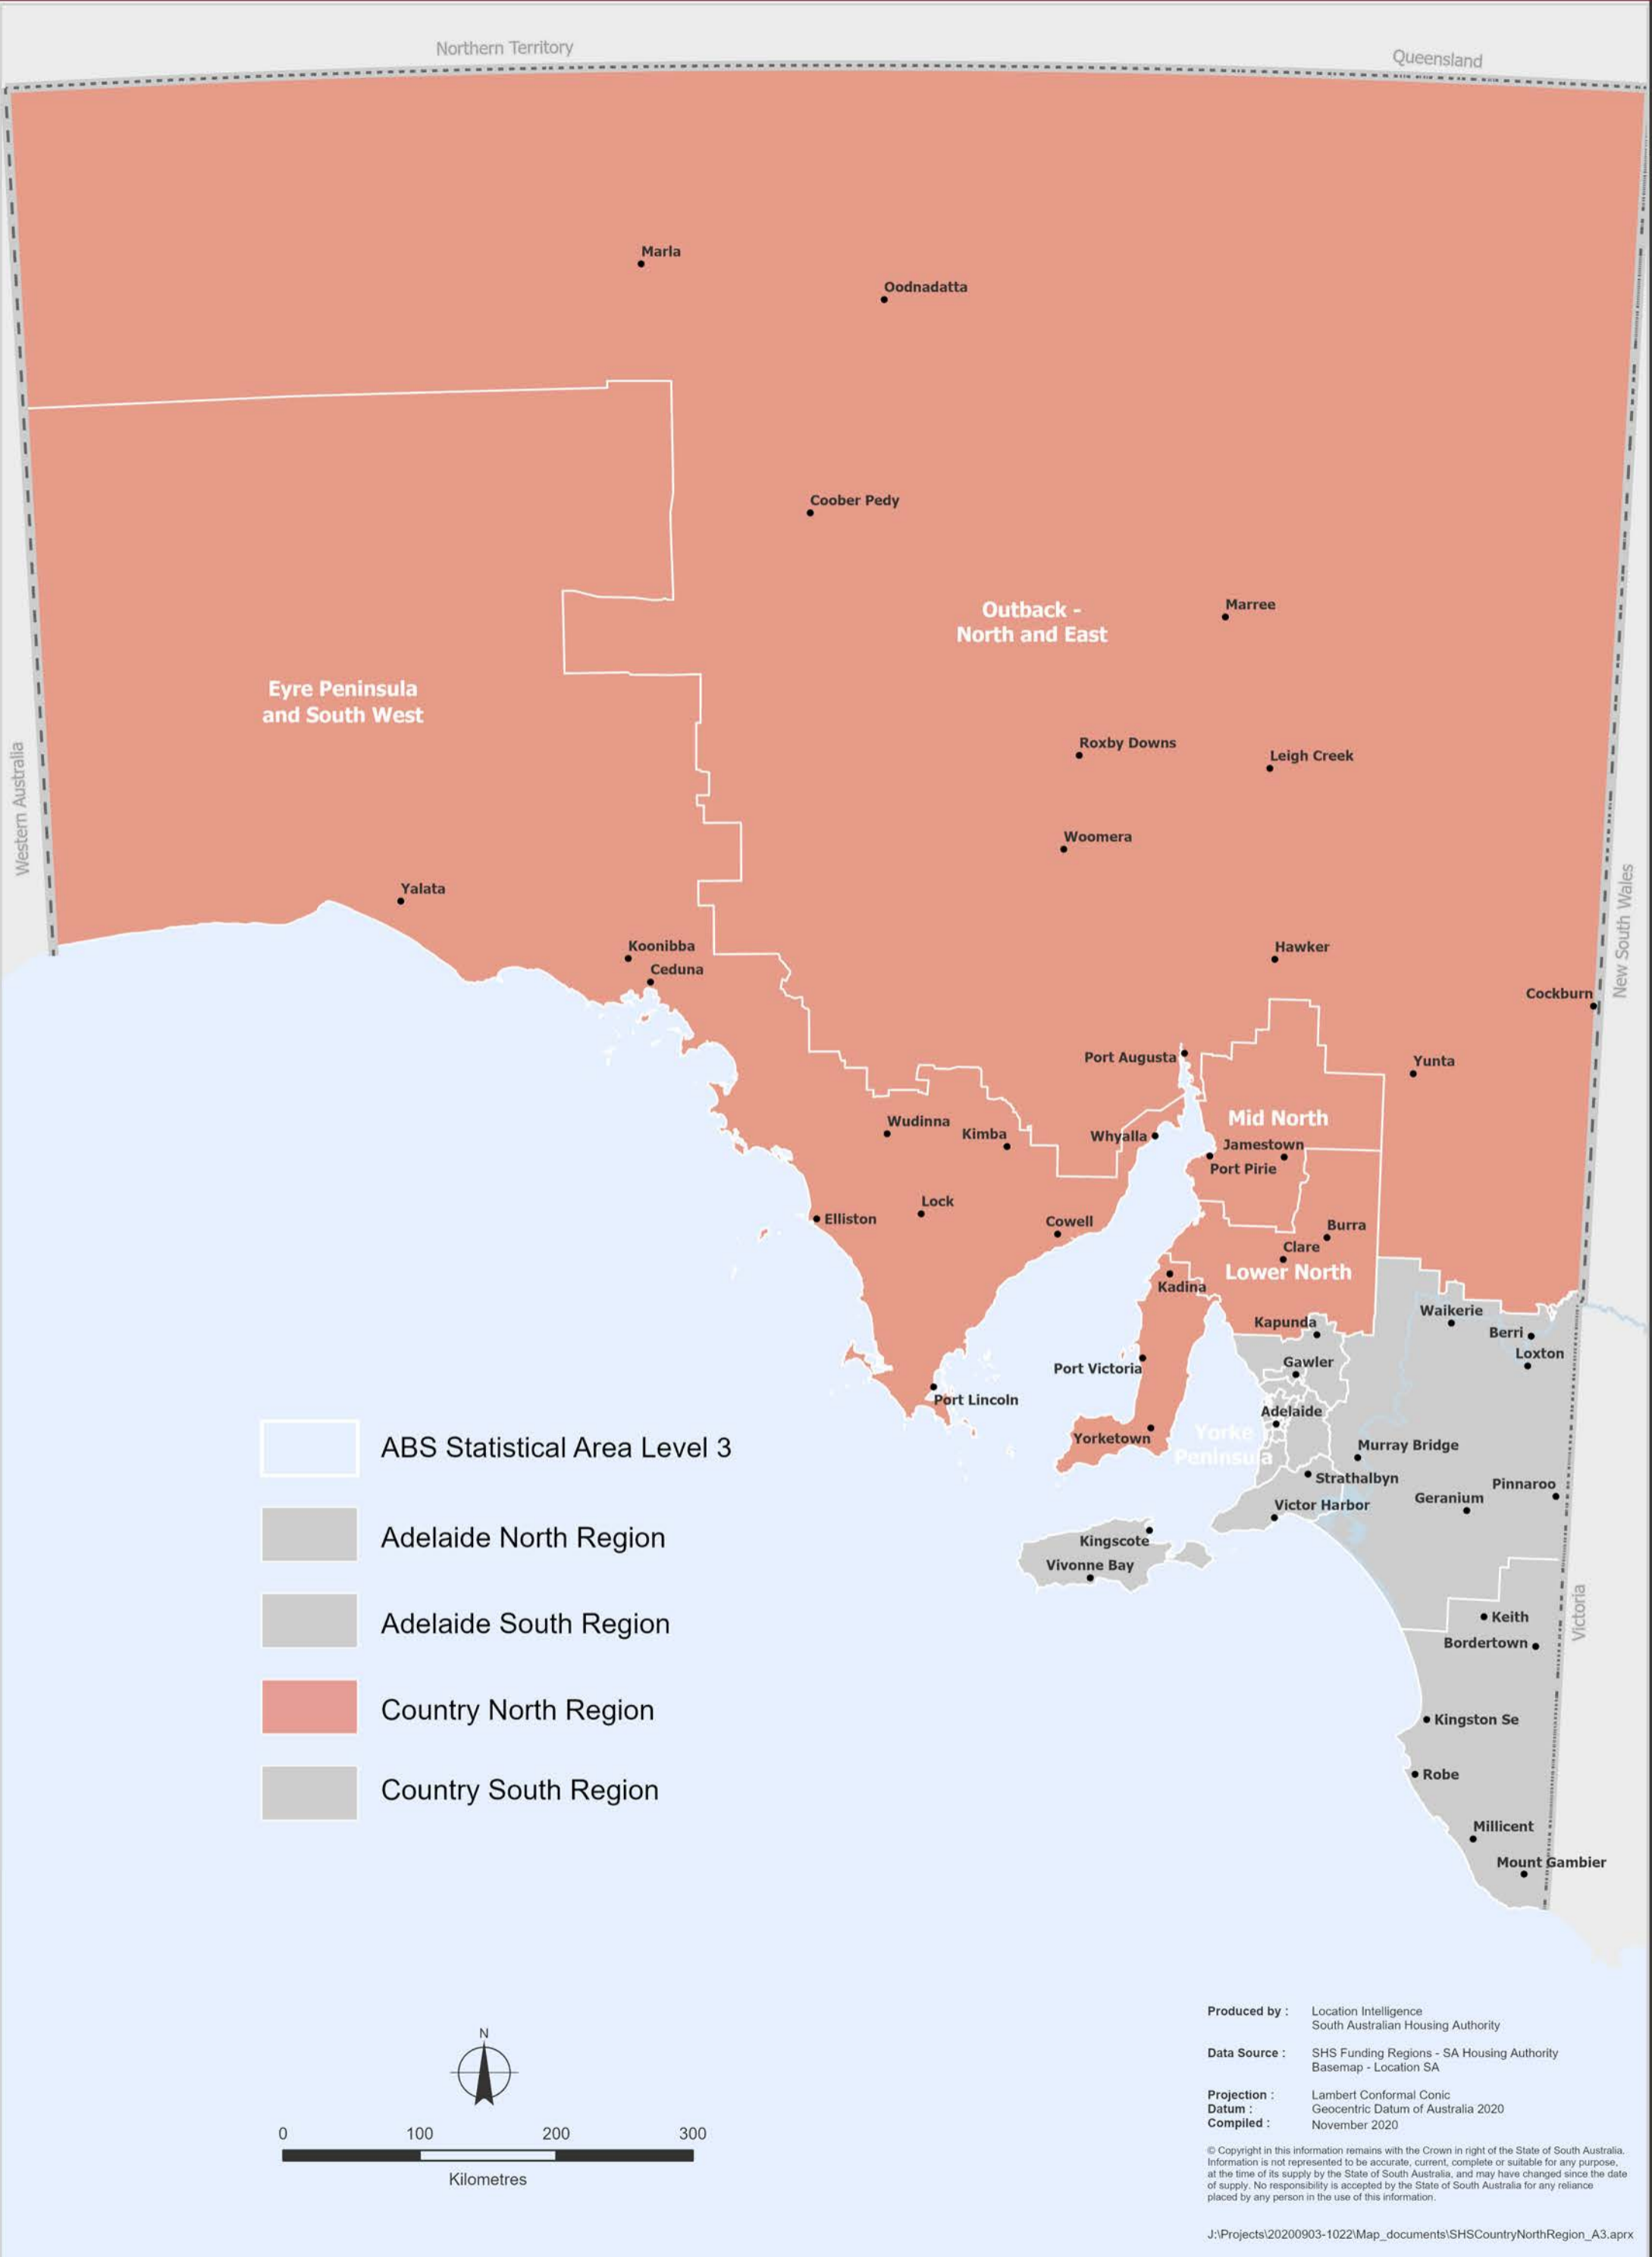 Northern Territory
Queensland
Marla
Oodnadatta
Coober Pedy
Marree
Outback -
North and East
Eyre Peninsula
and South West
Western Australia
Roxby Downs
Leigh Creek
Woomera
Yalata
Koonibba
Ceduna
Hawker
New South Wales
Cockburn
Port Augusta
Yunta
Mid North
Wudinna
Kimba
Whyalla
Jamestown
Port Pirie
Lock
Elliston
Cowell
Burra
Clare
Lower North
Kadina
Kapunda
Waikerie
Berri
Loxton
Port Victoria
Gawler
Port Lincoln
Adelaide
Yorketown
Yorke
Peninsula
Murray Bridge
Strathalbyn
Pinnaroo
Geranium
Victor Harbor
Kingscote
Vivonne Bay
Keith
Bordertown
Victoria
Kingston Se
Robe
Millicent
Mount Gambier
ABS Statistical Area Level 3
Adelaide North Region
Adelaide South Region
Country North Region
Country South Region
N
0 100 200 300
Kilometres
Produced by : Location Intelligence
South Australian Housing Authority
Data Source : SHS Funding Regions - SA Housing Authority
Basemap - Location SA
Projection : Lambert Conformal Conic
Datum : Geocentric Datum of Australia 2020
Compiled : November 2020
© Copyright in this information remains with the Crown in right of the State of South Australia.
Information is not represented to be accurate, current, complete or suitable for any purpose,
at the time of its supply by the State of South Australia, and may have changed since the date
of supply. No responsibility is accepted by the State of South Australia for any reliance
placed by any person in the use of this information.
J:\Projects\20200903-1022\Map_documents\SHSCountryNorthRegion_A3.aprx